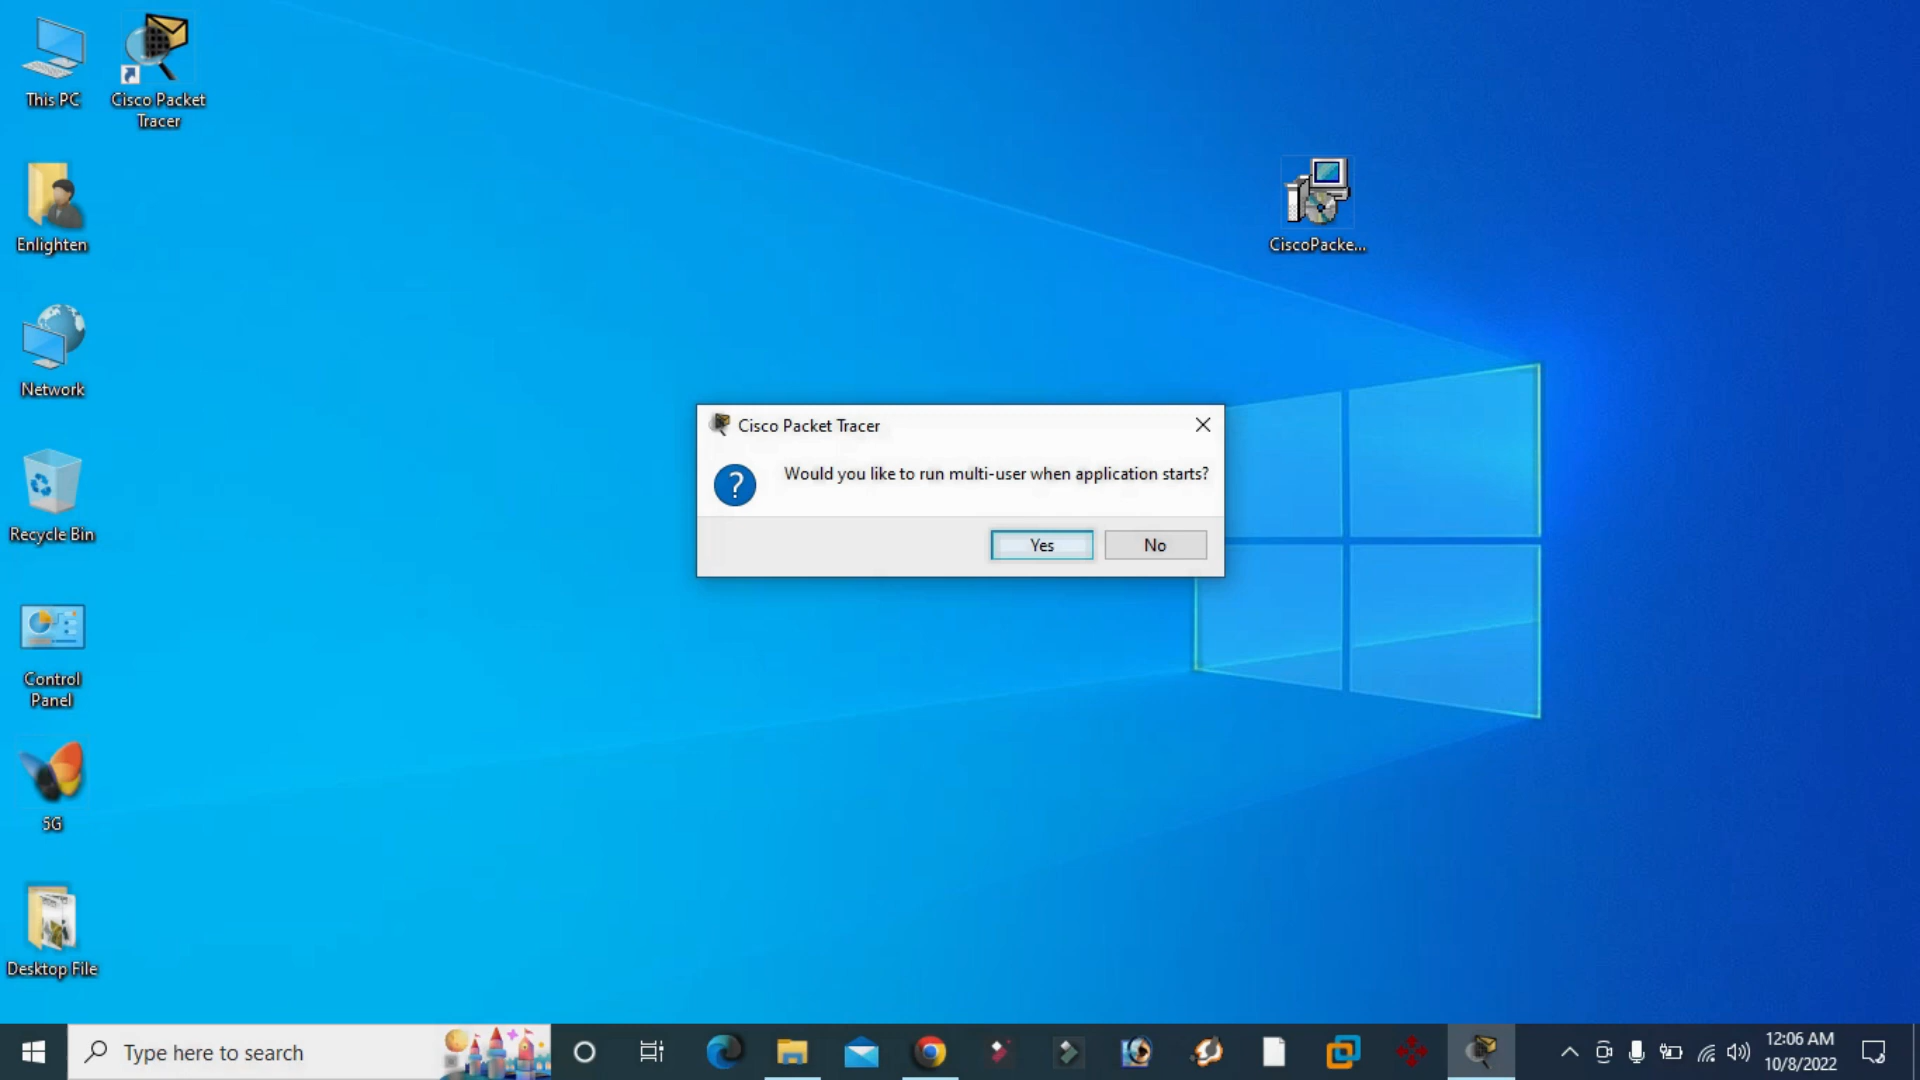 This PC
Cisco Packet
Tracer
Enlighten
Network
Recycle Bin
Control
Panel
5G
Desktop File
CiscoPacke...
Cisco Packet Tracer
Would you like to run multi-user when application starts?
Yes
No
Type here to search
12:06 AM
10/8/2022